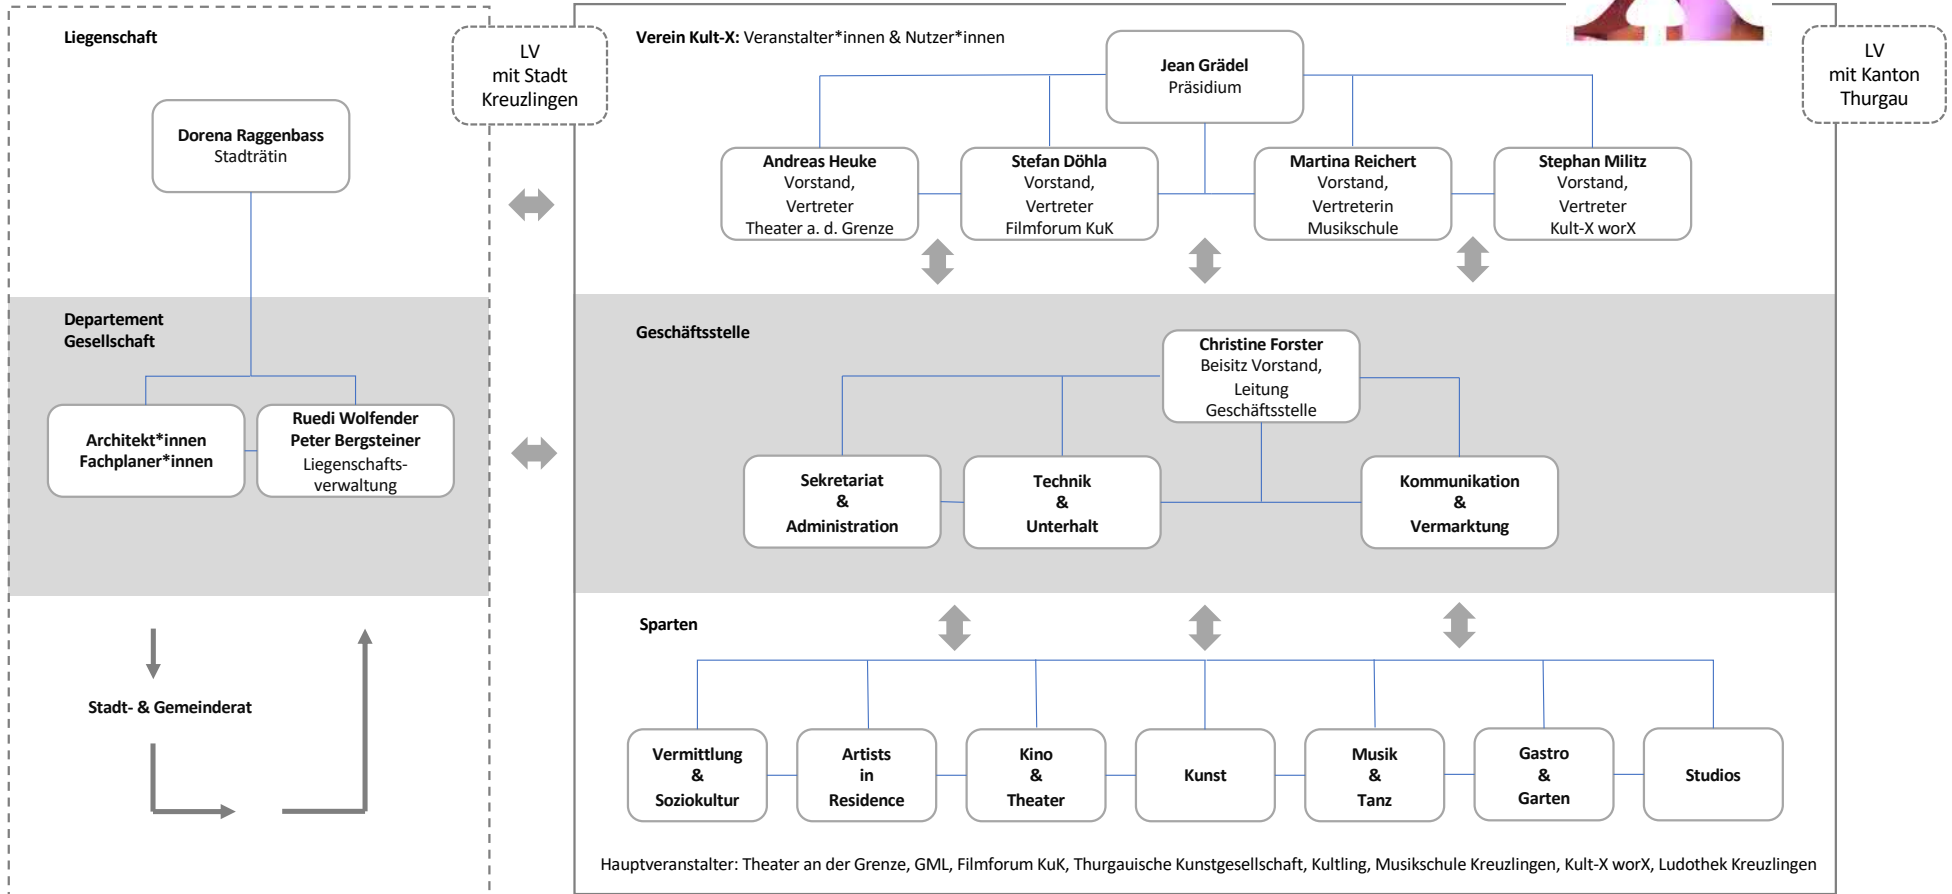 Liegenschaft
LV
mit Stadt
Kreuzlingen
Dorena Raggenbass
Stadträtin
Departement
Gesellschaft
Architekt*innen
Fachplaner*innen
Ruedi Wolfender
Peter Bergsteiner
Liegenschafts-
verwaltung
Stadt- & Gemeinderat
Verein Kult-X: Veranstalter*innen & Nutzer*innen
LV
mit Kanton
Thurgau
Jean Grädel
Präsidium
Andreas Heuke
Vorstand,
Vertreter
Theater a. d. Grenze
Stefan Döhla
Vorstand,
Vertreter
Filmforum KuK
Martina Reichert
Vorstand,
Vertreterin
Musikschule
Stephan Militz
Vorstand,
Vertreter
Kult-X worX
Geschäftsstelle
Christine Forster
Beisitz Vorstand,
Leitung
Geschäftsstelle
Sekretariat
&
Administration
Technik
&
Unterhalt
Kommunikation
&
Vermarktung
Sparten
Vermittlung
&
Soziokultur
Artists
in
Residence
Kino
&
Theater
Kunst
Musik
&
Tanz
Gastro
&
Garten
Studios
Hauptveranstalter: Theater an der Grenze, GML, Filmforum KuK, Thurgauische Kunstgesellschaft, Kultling, Musikschule Kreuzlingen, Kult-X worX, Ludothek Kreuzlingen